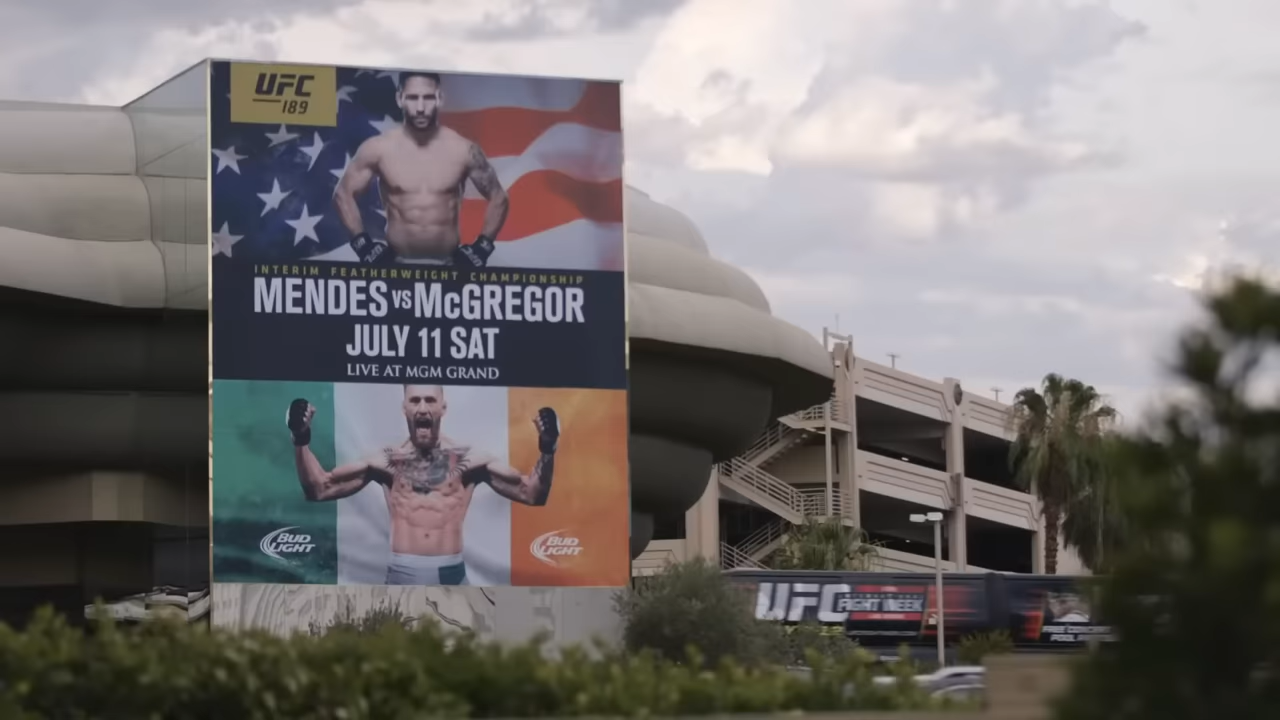 UFC
189
INTERIM FEATHERWEIGHT CHAMPIONSHIP
MENDES VS McGREGOR
JULY 11 SAT
LIVE AT MGM GRAND
BUD LIGHT
BUD LIGHT
UFC
INTERNATIONAL
FIGHT WEEK